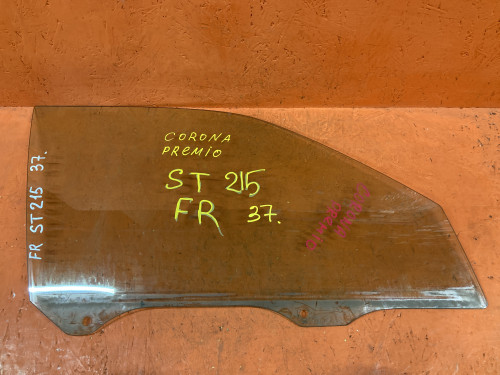 CORONA
PREMIO
ST 215
FR 37.
FR ST 215 37.